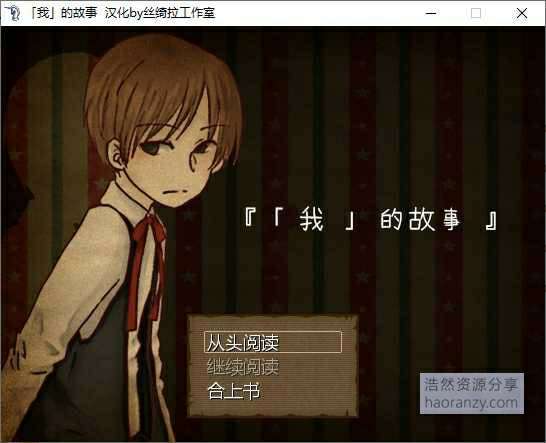 「我」的故事 汉化by丝绮拉工作室
『「我」的故事』
从头阅读
继续阅读
合上书
浩然资源分享
haoranzy.com